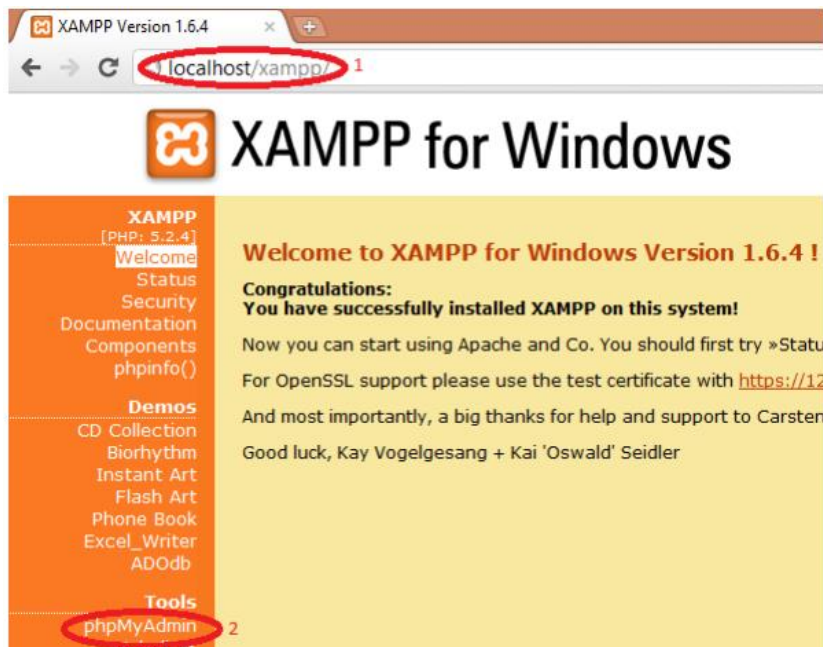 XAMPP Version 1.6.4
localhost/xampp/ 1
XAMPP for Windows
XAMPP
[PHP: 5.2.4]
Welcome
Status
Security
Documentation
Components
phpinfo()
Demos
CD Collection
Biorhythm
Instant Art
Flash Art
Phone Book
Excel_Writer
ADOdb
Tools
phpMyAdmin 2
Welcome to XAMPP for Windows Version 1.6.4 !
Congratulations:
You have successfully installed XAMPP on this system!
Now you can start using Apache and Co. You should first try »Statu
For OpenSSL support please use the test certificate with https://12
And most importantly, a big thanks for help and support to Carsten
Good luck, Kay Vogelgesang + Kai 'Oswald' Seidler